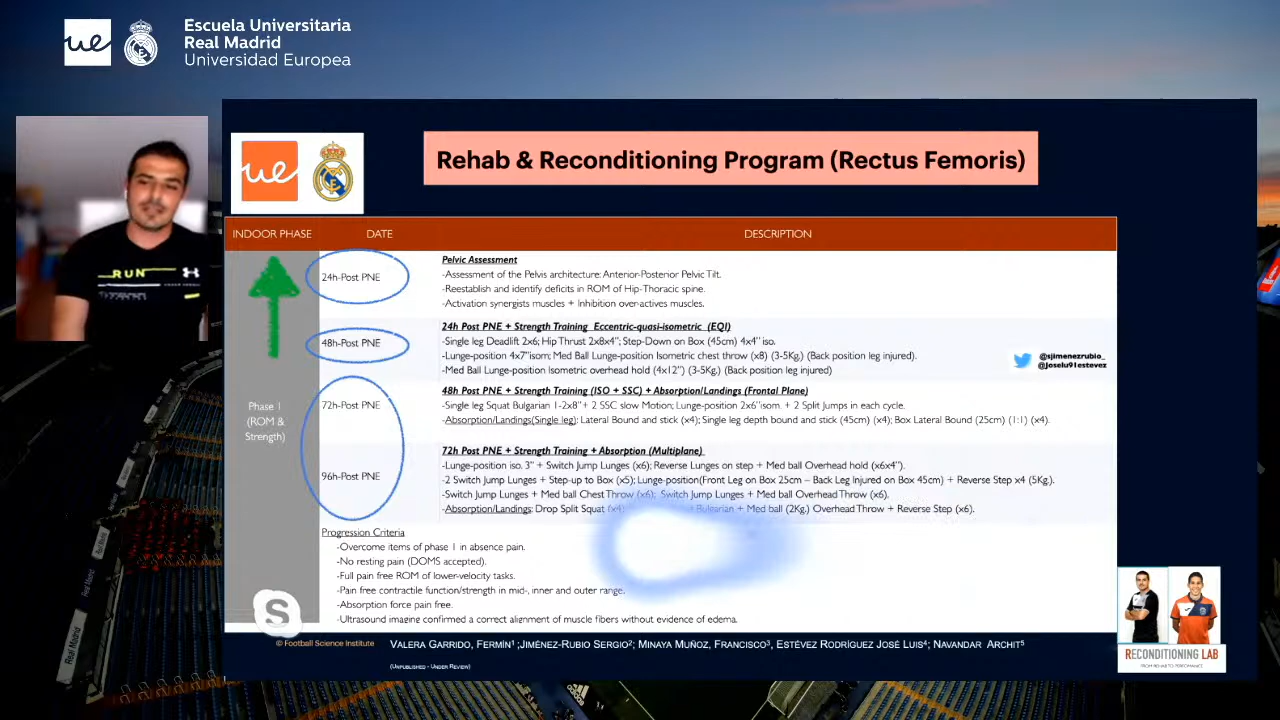 Escuela Universitaria
Real Madrid
Universidad Europea
Rehab & Reconditioning Program (Rectus Femoris)
INDOOR PHASE DATE DESCRIPTION
24h-Post PNE
Pelvic Assessment
-Assessment of the Pelvis architecture: Anterior-Posterior Pelvic Tilt.
-Reestablish and identify deficits in ROM of Hip-Thoracic spine.
-Activation synergists muscles + Inhibition over-actives muscles.
48h-Post PNE
24h Post PNE + Strength Training Eccentric-quasi-isometric (EQI)
-Single leg Deadlift 2x6; Hip Thrust 2x8x4"; Step-Down on Box (45cm) 4x4" iso.
-Lunge-position 4x7"isom; Med Ball Lunge-position Isometric chest throw (x8) (3-5Kg.) (Back position leg injured).
-Med Ball Lunge-position Isometric overhead hold (4x12") (3-5Kg.) (Back position leg injured)
@sjimenezrubio_
@Joselu91estevez
Phase 1
(ROM &
Strength)
72h-Post PNE
48h Post PNE + Strength Training (ISO + SSC) + Absorption/Landings (Frontal Plane)
-Single leg Squat Bulgarian 1-2x8"+ 2 SSC slow Motion; Lunge-position 2x6"isom. + 2 Split Jumps in each cycle.
-Absorption/Landings(Single leg): Lateral Bound and stick (x4); Single leg depth bound and stick (45cm) (x4); Box Lateral Bound (25cm) (1:1) (x4).
96h-Post PNE
72h Post PNE + Strength Training + Absorption (Multiplane)
-Lunge-position iso. 3" + Switch Jump Lunges (x6); Reverse Lunges on step + Med ball Overhead hold (x6x4").
-2 Switch Jump Lunges + Step-up to Box (x5); Lunge-position(Front Leg on Box 25cm – Back Leg Injured on Box 45cm) + Reverse Step x4 (5Kg.).
-Switch Jump Lunges + Med ball Chest Throw (x6); Switch Jump Lunges + Med ball Overhead Throw (x6).
-Absorption/Landings: Drop Split Squat (x4); Bulgarian + Med ball (2Kg.) Overhead Throw + Reverse Step (x6).
Progression Criteria
-Overcome items of phase 1 in absence pain.
-No resting pain (DOMS accepted).
-Full pain free ROM of lower-velocity tasks.
-Pain free contractile function/strength in mid-, inner and outer range.
-Absorption force pain free.
-Ultrasound imaging confirmed a correct alignment of muscle fibers without evidence of edema.
© Football Science Institute
VALERA GARRIDO, FERMÍN¹ ;JIMÉNEZ-RUBIO SERGIO²; MINAYA MUÑOZ, FRANCISCO³, ESTÉVEZ RODRÍGUEZ JOSÉ LUIS⁴; NAVANDAR ARCHIT⁵
(UNPUBLISHED - UNDER REVIEW)
RECONDITIONING LAB
FROM REHAB TO PERFORMANCE
RUN
UNDER ARMOUR
Real Madrid
Real Madrid
adidas